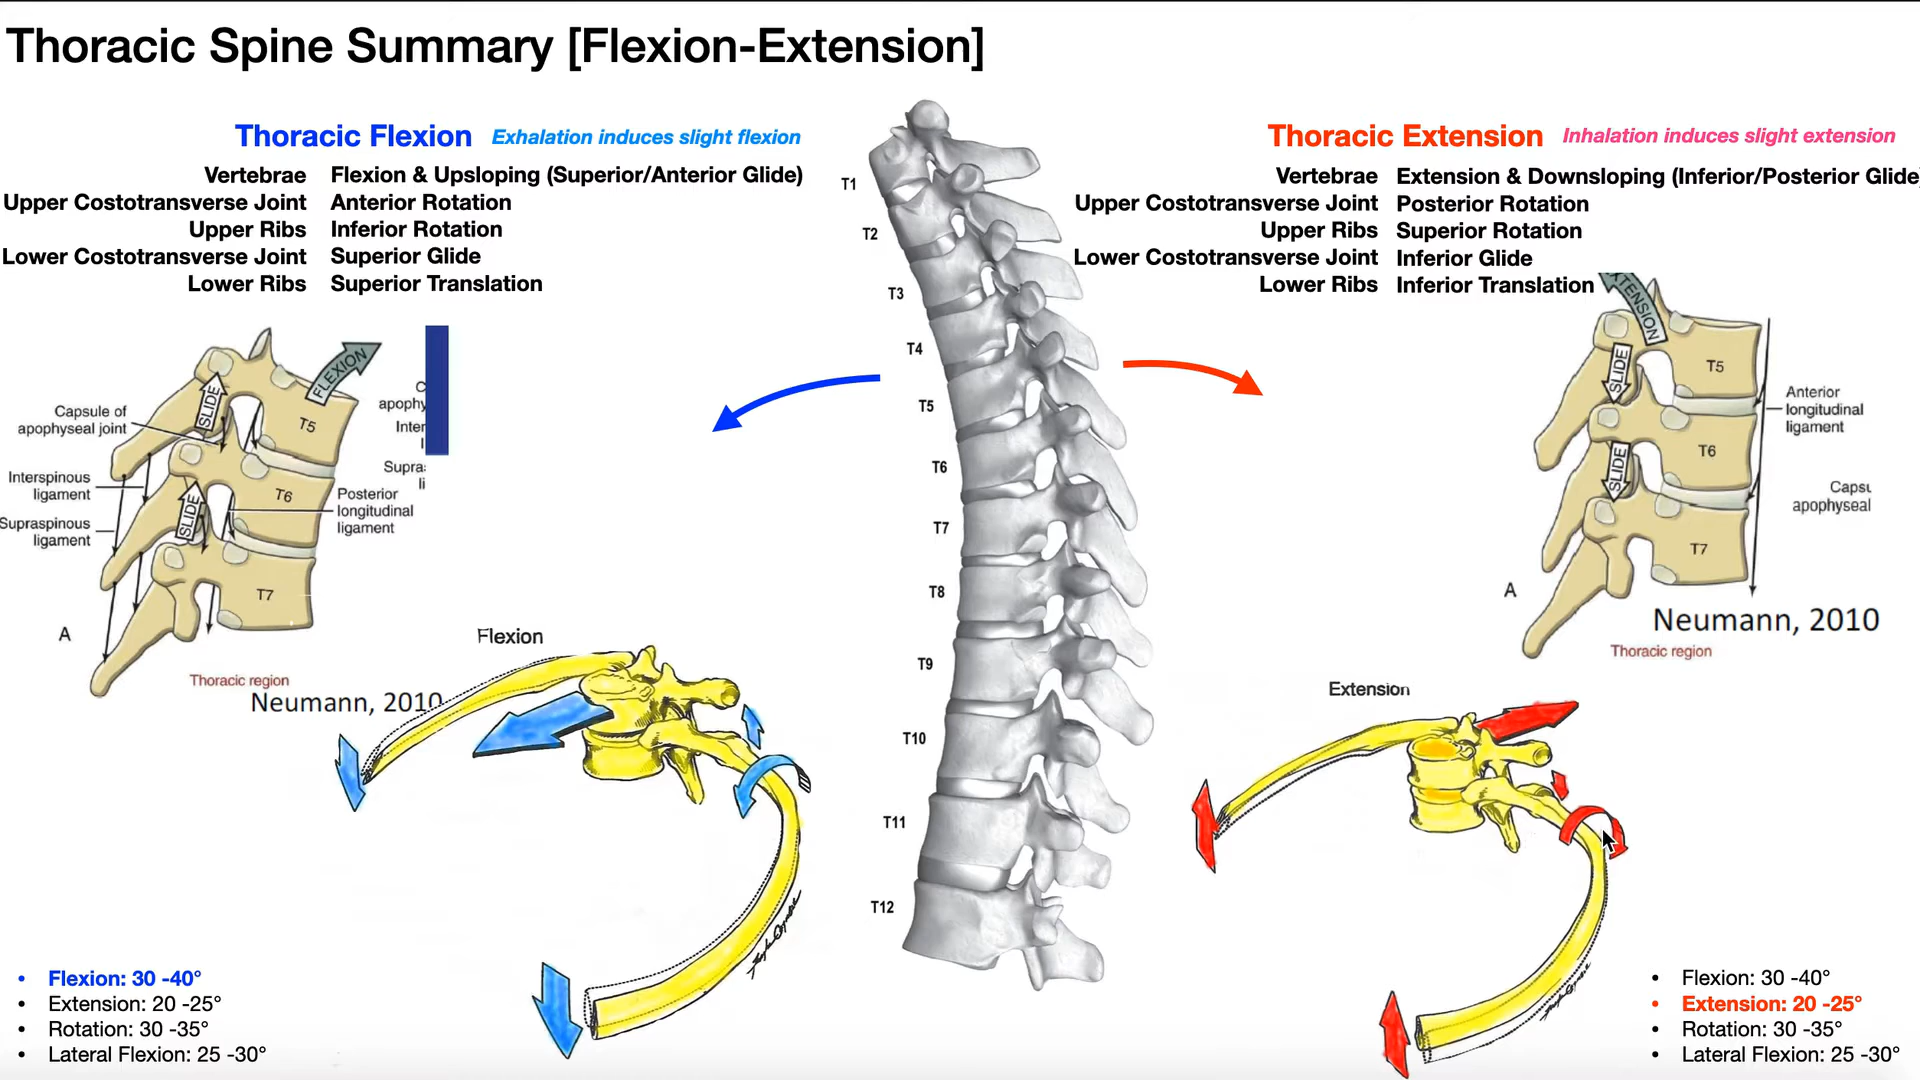 Thoracic Spine Summary [Flexion-Extension]
Thoracic Flexion Exhalation induces slight flexion
Vertebrae Flexion & Upsloping (Superior/Anterior Glide)
Upper Costotransverse Joint Anterior Rotation
Upper Ribs Inferior Rotation
Lower Costotransverse Joint Superior Glide
Lower Ribs Superior Translation
Thoracic Extension Inhalation induces slight extension
Vertebrae Extension & Downsloping (Inferior/Posterior Glide
Upper Costotransverse Joint Posterior Rotation
Upper Ribs Superior Rotation
Lower Costotransverse Joint Inferior Glide
Lower Ribs Inferior Translation
FLEXION
SLIDE
SLIDE
T5
T6
T7
Capsule of
apophyseal joint
Interspinous
ligament
Supraspinous
ligament
Posterior
longitudinal
ligament
C
apophy
Inter
l
Supra
li
A
Thoracic region
Neumann, 2010
T1
T2
T3
T4
T5
T6
T7
T8
T9
T10
T11
T12
XTENSION
SLIDE
SLIDE
T5
T6
T7
Anterior
longitudinal
ligament
Capsu
apophyseal
A
Neumann, 2010
Thoracic region
Flexion
Extension
• Flexion: 30 -40°
• Extension: 20 -25°
• Rotation: 30 -35°
• Lateral Flexion: 25 -30°
• Flexion: 30 -40°
• Extension: 20 -25°
• Rotation: 30 -35°
• Lateral Flexion: 25 -30°